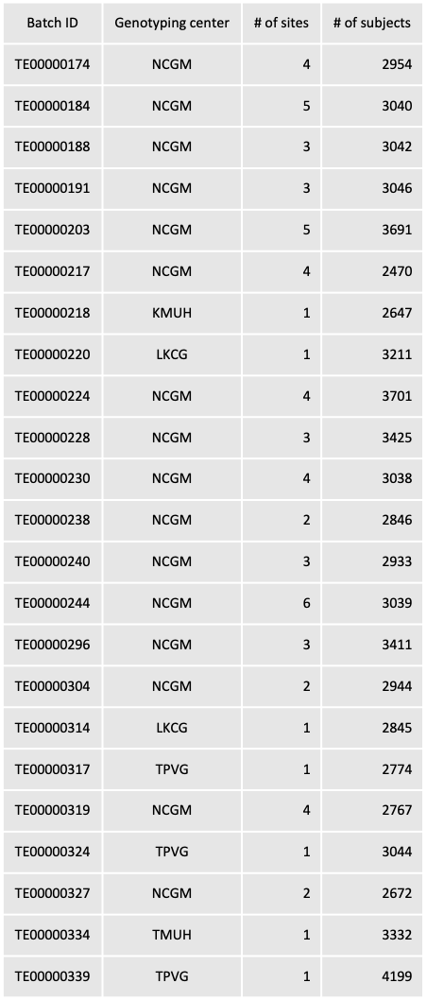 Batch ID Genotyping center # of sites # of subjects
TE00000174 NCGM 4 2954
TE00000184 NCGM 5 3040
TE00000188 NCGM 3 3042
TE00000191 NCGM 3 3046
TE00000203 NCGM 5 3691
TE00000217 NCGM 4 2470
TE00000218 KMUH 1 2647
TE00000220 LKCG 1 3211
TE00000224 NCGM 4 3701
TE00000228 NCGM 3 3425
TE00000230 NCGM 4 3038
TE00000238 NCGM 2 2846
TE00000240 NCGM 3 2933
TE00000244 NCGM 6 3039
TE00000296 NCGM 3 3411
TE00000304 NCGM 2 2944
TE00000314 LKCG 1 2845
TE00000317 TPVG 1 2774
TE00000319 NCGM 4 2767
TE00000324 TPVG 1 3044
TE00000327 NCGM 2 2672
TE00000334 TMUH 1 3332
TE00000339 TPVG 1 4199